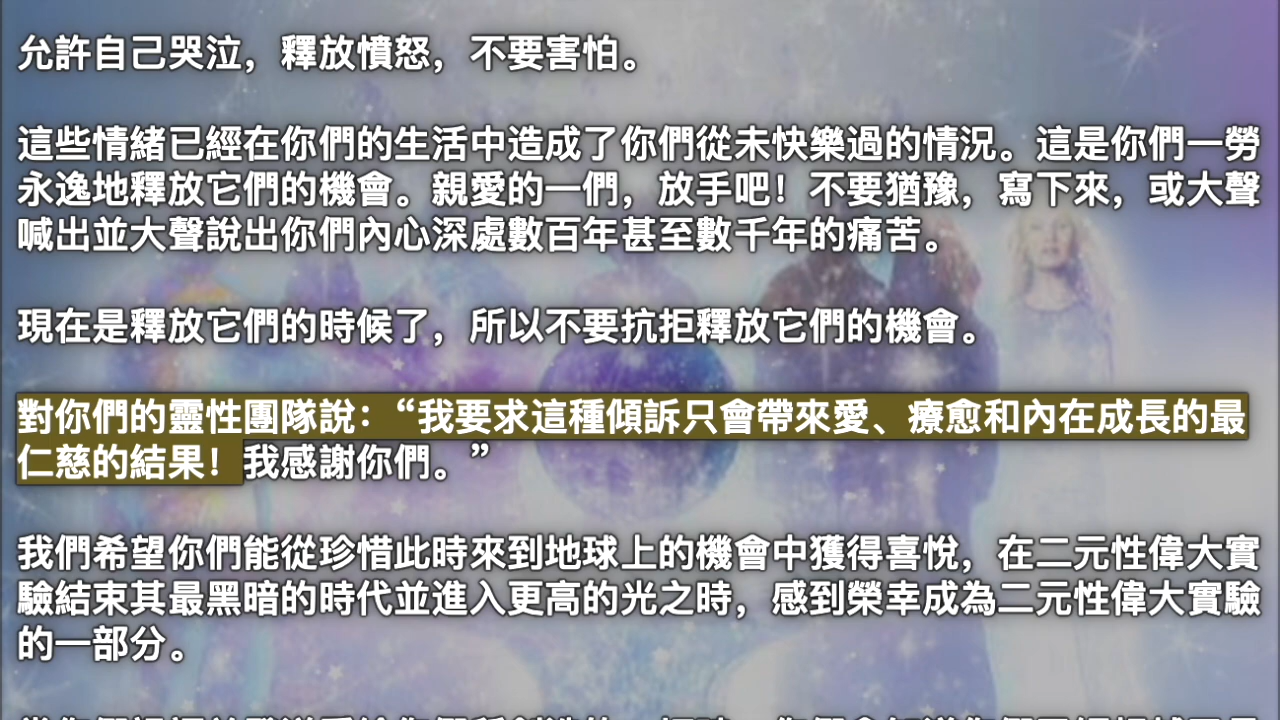 允許自己哭泣，釋放憤怒，不要害怕。
這些情緒已經在你們的生活中造成了你們從未快樂過的情況。這是你們一勞
永逸地釋放它們的機會。親愛的一們，放手吧！不要猶豫，寫下來，或大聲
喊出並大聲說出你們內心深處數百年甚至數千年的痛苦。
現在是釋放它們的時候了，所以不要抗拒釋放它們的機會。
對你們的靈性團隊說：“我要求這種傾訴只會帶來愛、療愈和內在成長的最
仁慈的結果！我感謝你們。”
我們希望你們能從珍惜此時來到地球上的機會中獲得喜悅，在二元性偉大實
驗結束其最黑暗的時代並進入更高的光之時，感到榮幸成為二元性偉大實驗
的一部分。